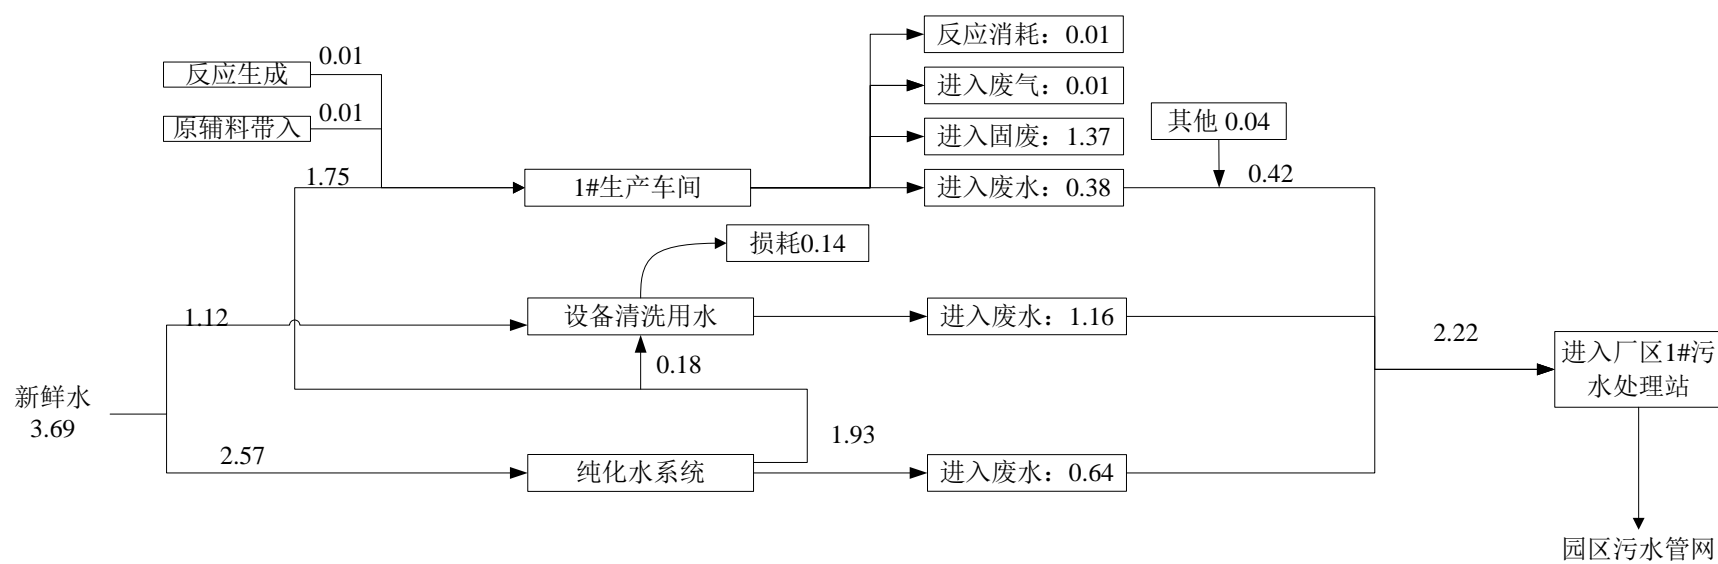 反应生成
0.01
原辅料带入
0.01
1.75
1#生产车间
反应消耗：0.01
进入废气：0.01
进入固废：1.37
进入废水：0.38
其他 0.04
0.42
损耗0.14
1.12
设备清洗用水
进入废水：1.16
0.18
2.22
进入厂区1#污
水处理站
新鲜水
3.69
2.57
纯化水系统
1.93
进入废水：0.64
园区污水管网